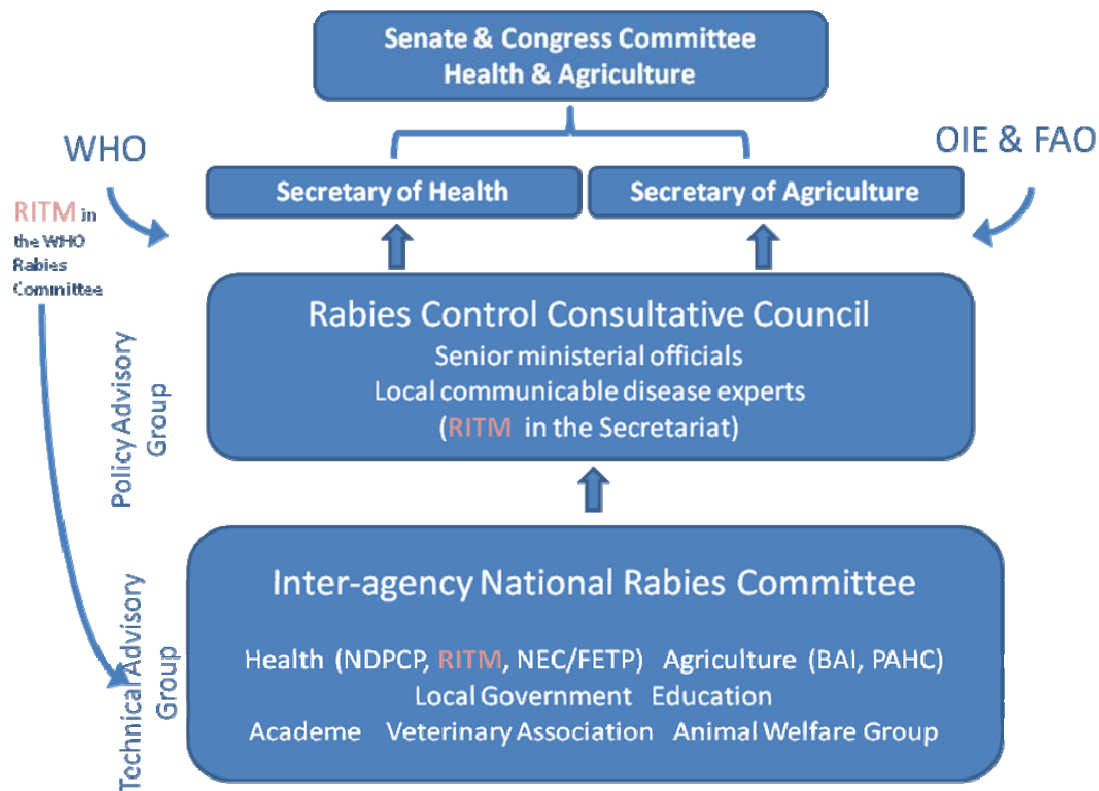 Senate & Congress Committee
Health & Agriculture
WHO
OIE & FAO
Secretary of Health
Secretary of Agriculture
RITM in
the WHO
Rabies
Committee
Policy Advisory
Group
Rabies Control Consultative Council
Senior ministerial officials
Local communicable disease experts
(RITM in the Secretariat)
Technical Advisory
Group
Inter-agency National Rabies Committee
Health (NDPCP, RITM, NEC/FETP) Agriculture (BAI, PAHC)
Local Government Education
Academe Veterinary Association Animal Welfare Group